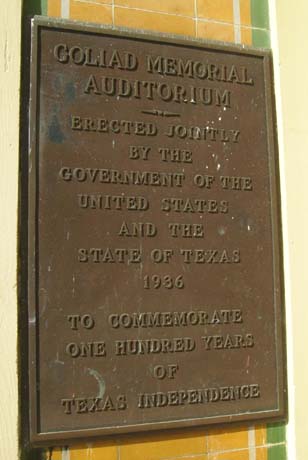 GOLIAD MEMORIAL
AUDITORIUM
ERECTED JOINTLY
BY THE
GOVERNMENT OF THE
UNITED STATES
AND THE
STATE OF TEXAS
1936
TO COMMEMORATE
ONE HUNDRED YEARS
OF
TEXAS INDEPENDENCE